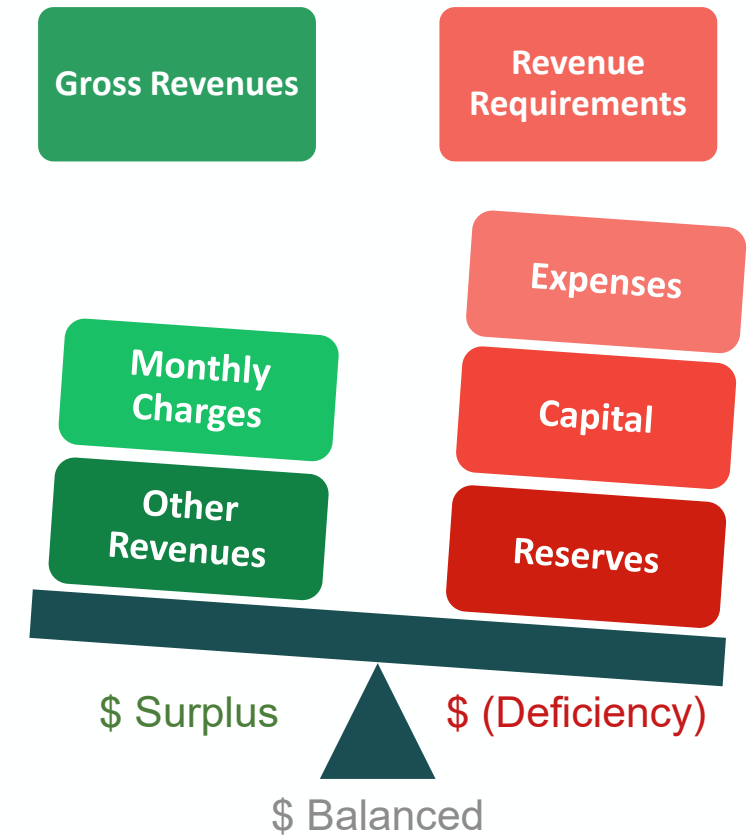 Gross Revenues
Revenue
Requirements
Monthly
Charges
Other
Revenues
Expenses
Capital
Reserves
$ Surplus
$ (Deficiency)
$ Balanced